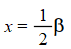 x = 1/2 β